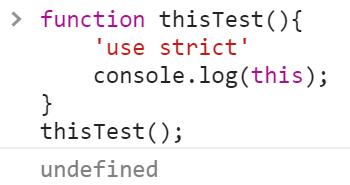 > function thisTest(){
    'use strict'
    console.log(this);
}
thisTest();
undefined